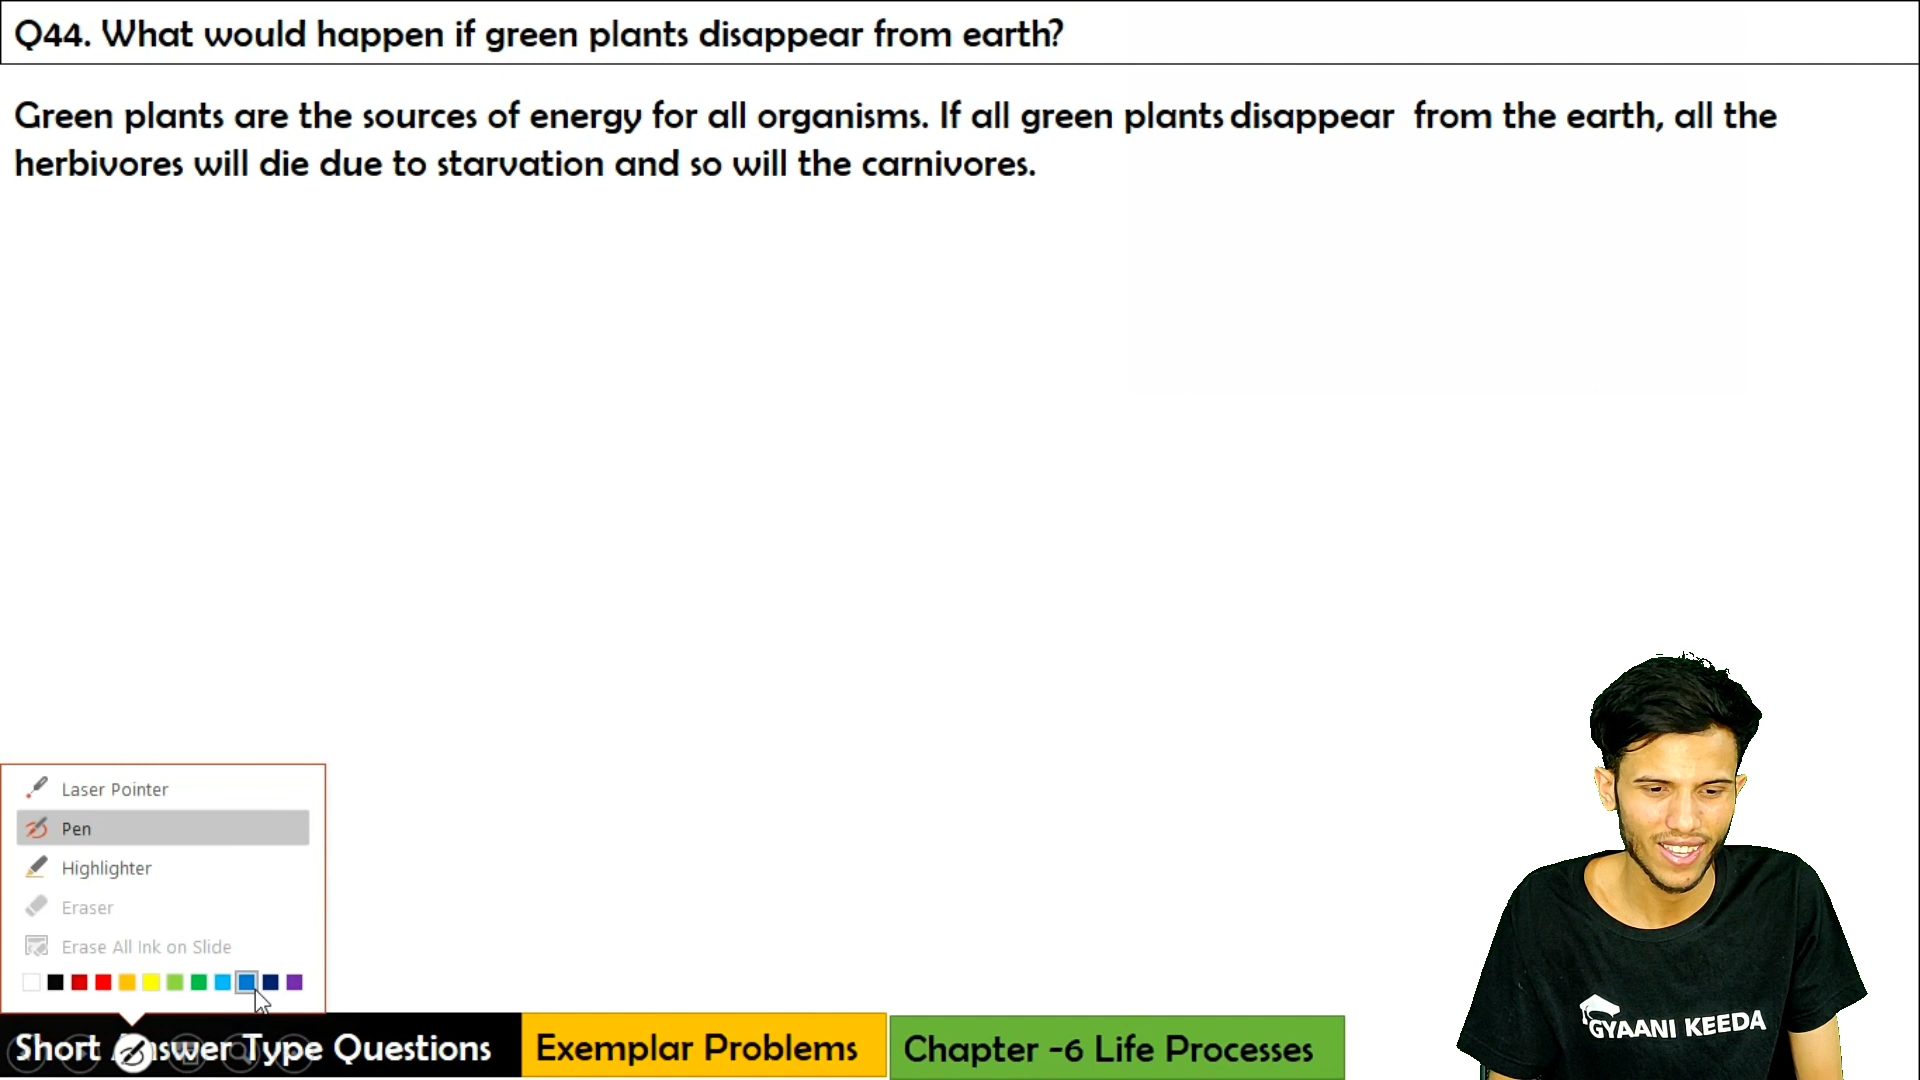 Q44. What would happen if green plants disappear from earth?
Green plants are the sources of energy for all organisms. If all green plants disappear from the earth, all the
herbivores will die due to starvation and so will the carnivores.
Laser Pointer
Pen
Highlighter
Eraser
Erase All Ink on Slide
Short Answer Type Questions
Exemplar Problems
Chapter -6 Life Processes
GYAANI KEEDA